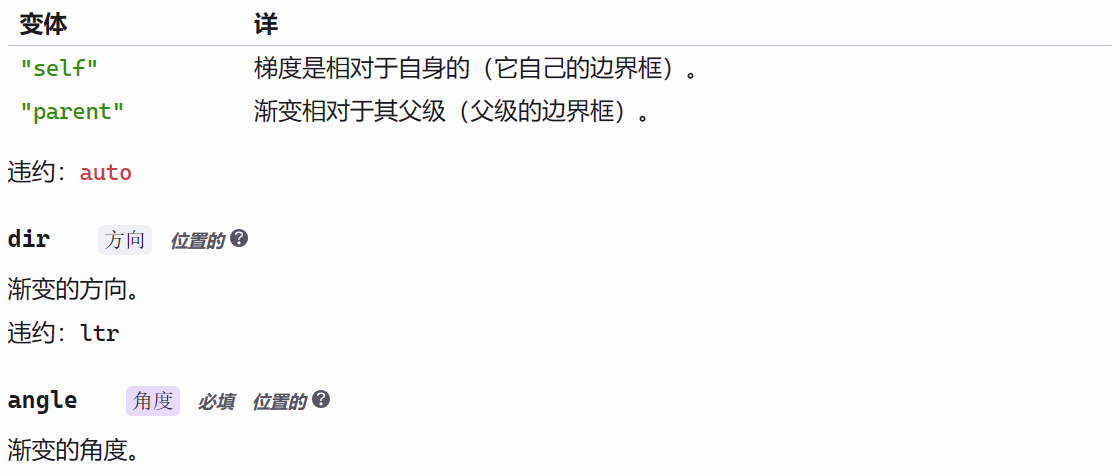 变体 详
"self" 梯度是相对于自身的（它自己的边界框）。
"parent" 渐变相对于其父级（父级的边界框）。
违约：auto
dir 方向 位置的 ?
渐变的方向。
违约：ltr
angle 角度 必填 位置的 ?
渐变的角度。